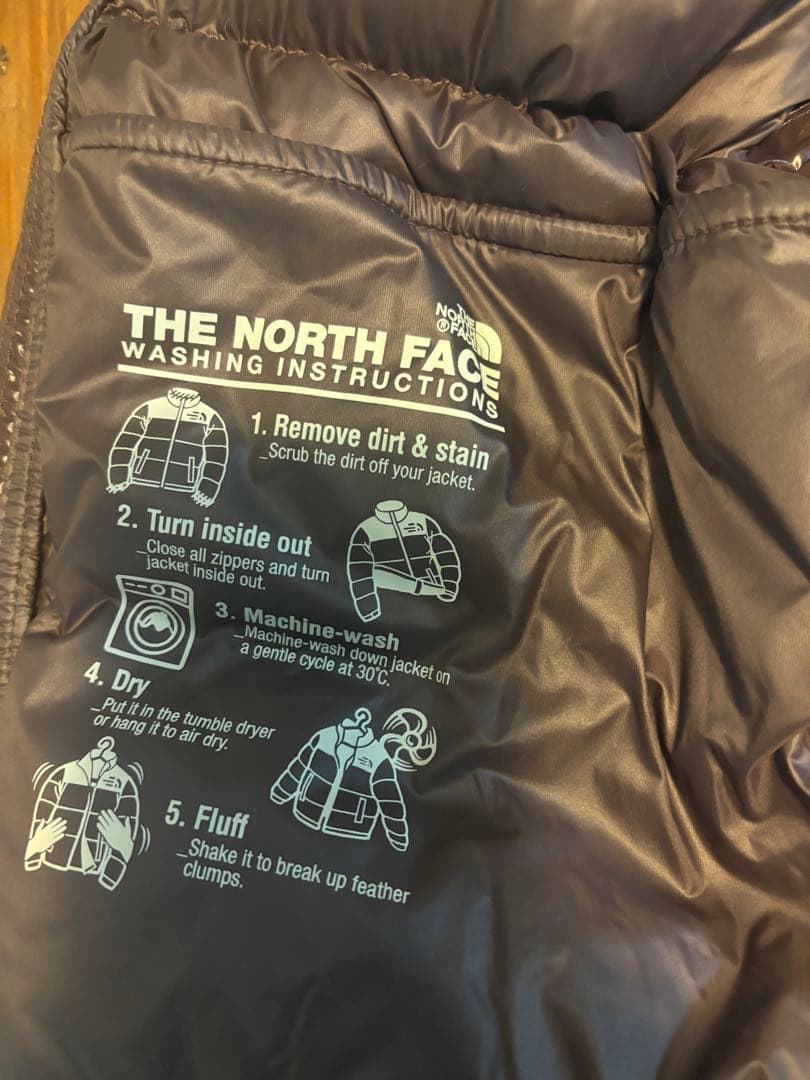 THE
NORTH
®FACE
THE NORTH FACE
WASHING INSTRUCTIONS
1. Remove dirt & stain
_Scrub the dirt off your jacket.
2. Turn inside out
_Close all zippers and turn
jacket inside out.
3. Machine-wash
_Machine-wash down jacket on
a gentle cycle at 30°C.
4. Dry
_Put it in the tumble dryer
or hang it to air dry.
5. Fluff
_Shake it to break up feather
clumps.